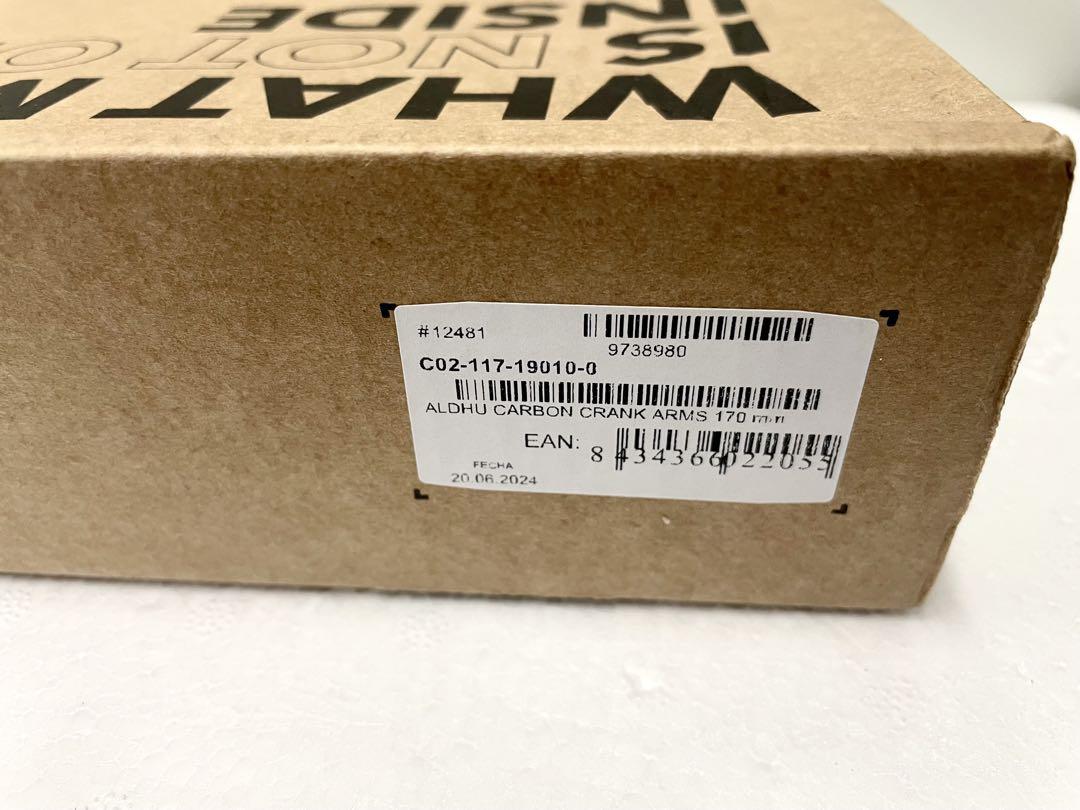 INSIDE
IS NOT O
WHAT M
#12481
9738980
C02-117-19010-0
ALDHU CARBON CRANK ARMS 170 mm
EAN: 8434366022055
FECHA
20.06.2024